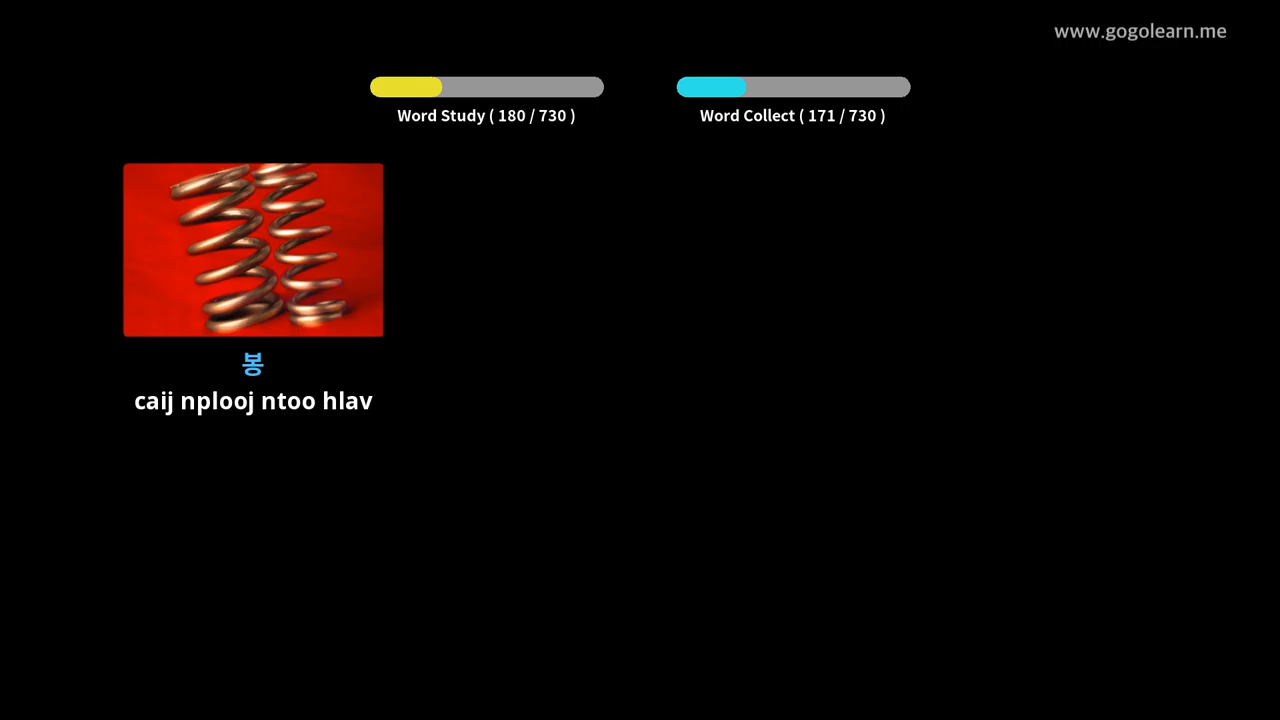 www.gogolearn.me
Word Study ( 180 / 730 )
Word Collect ( 171 / 730 )
봉
caij nplooj ntoo hlav